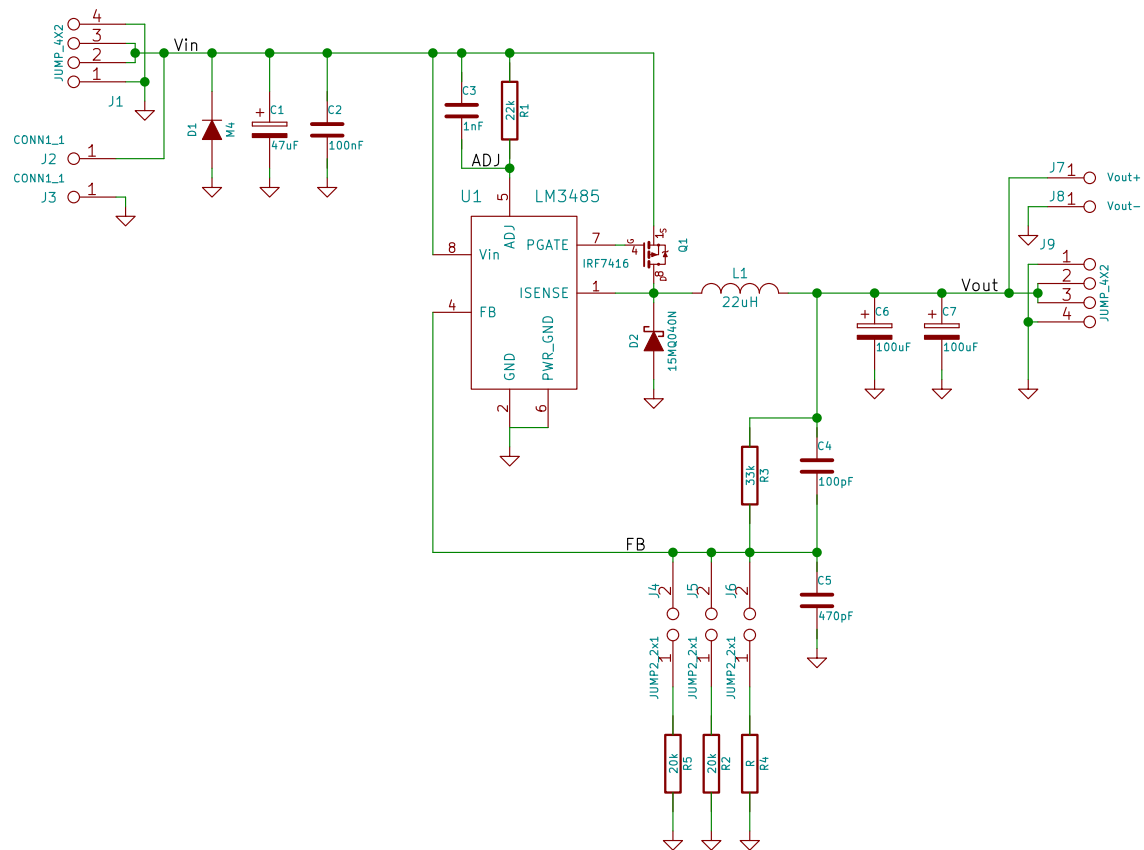 4
3
2
1
JUMP_4X2
J1
Vin
CONN1_1
1
J2
CONN1_1
1
J3
D1
M4
+
C1
47uF
C2
100nF
C3
1nF
22k
R1
ADJ
U1
LM3485
5
ADJ
8
Vin
PGATE
7
ISENSE
1
4
FB
GND
PWR_GND
2
6
IRF7416
G
4
1
S
8
D
Q1
D2
15MQ040N
L1
22uH
Vout
+
C6
100uF
+
C7
100uF
J7
1
Vout+
J8
1
Vout-
J9
1
2
3
4
JUMP_4X2
33k
R3
C4
100pF
FB
C5
470pF
J4
2
1
JUMP2_2x1
J5
2
1
JUMP2_2x1
J6
2
1
JUMP2_2x1
20k
R5
20k
R2
R
R4